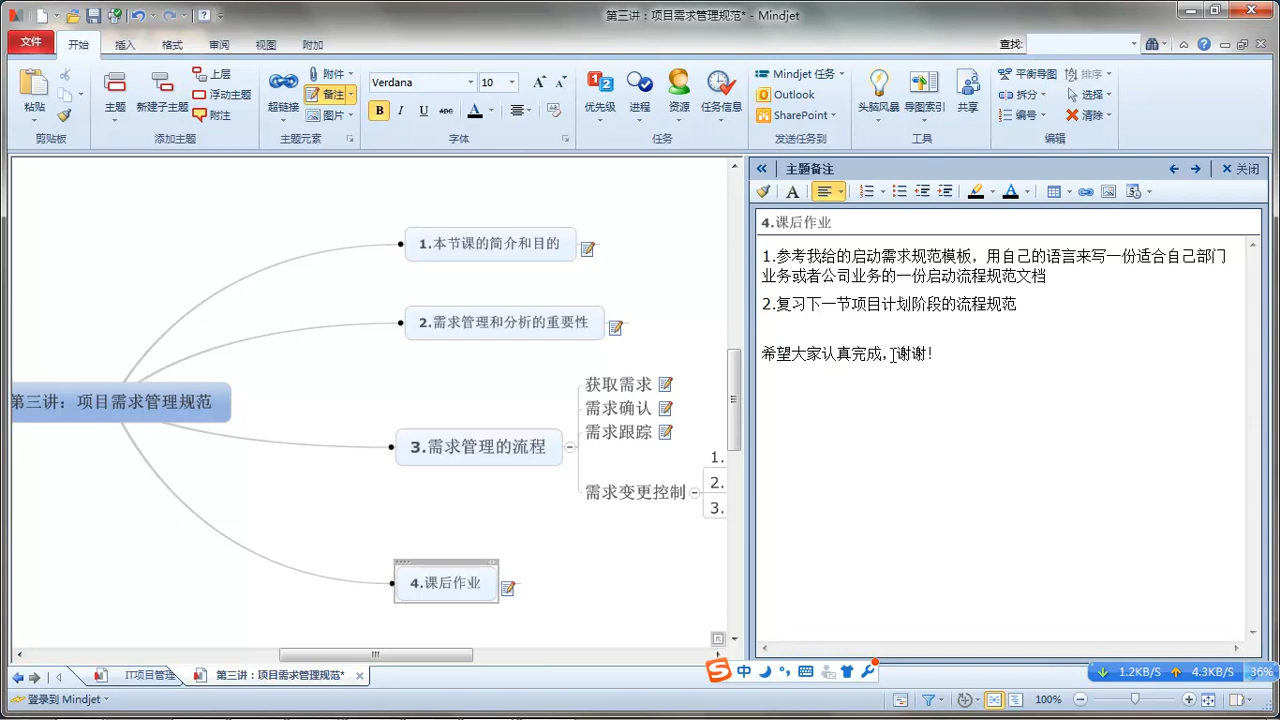 第三讲：项目需求管理规范* - Mindjet
文件
开始
插入
格式
审阅
视图
附加
查找:
粘贴
剪贴板
主题
新建子主题
上层
浮动主题
附注
添加主题
超链接
附件
备注
图片
主题元素
Verdana
10
B I U abc A
字体
优先级
进程
资源
任务信息
任务
Mindjet 任务
Outlook
SharePoint
发送任务到
头脑风暴
导图索引
共享
工具
平衡导图
拆分
编号
排序
选择
清除
编辑
第三讲：项目需求管理规范
1.本节课的简介和目的
2.需求管理和分析的重要性
3.需求管理的流程
获取需求
需求确认
需求跟踪
需求变更控制
1.
2.
3.
4.课后作业
主题备注
关闭
4.课后作业
1.参考我给的启动需求规范模板，用自己的语言来写一份适合自己部门
业务或者公司业务的一份启动流程规范文档
2.复习下一节项目计划阶段的流程规范
希望大家认真完成，谢谢！
IT项目管理
第三讲：项目需求管理规范*
中
1.2KB/S
4.3KB/S
36%
登录到 Mindjet
100%